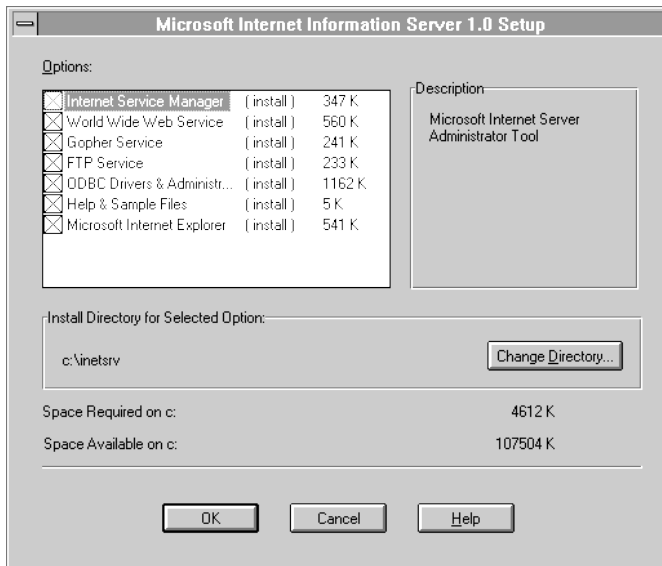 Microsoft Internet Information Server 1.0 Setup
Options:
Internet Service Manager ( install ) 347 K
World Wide Web Service ( install ) 560 K
Gopher Service ( install ) 241 K
FTP Service ( install ) 233 K
ODBC Drivers & Administr... ( install ) 1162 K
Help & Sample Files ( install ) 5 K
Microsoft Internet Explorer ( install ) 541 K
Description
Microsoft Internet Server
Administrator Tool
Install Directory for Selected Option:
c:\inetsrv
Change Directory...
Space Required on c: 4612 K
Space Available on c: 107504 K
OK Cancel Help